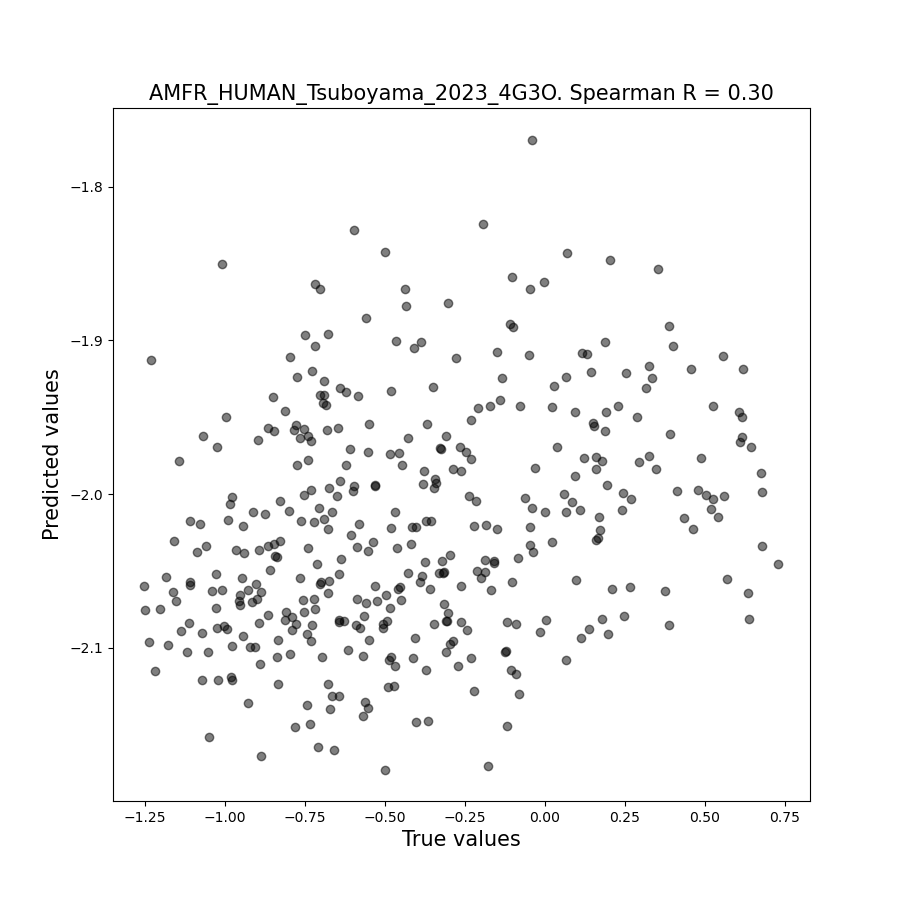 AMFR_HUMAN_Tsuboyama_2023_4G3O. Spearman R = 0.30
−1.8
−1.9
−2.0
−2.1
Predicted values
−1.25 −1.00 −0.75 −0.50 −0.25 0.00 0.25 0.50 0.75
True values